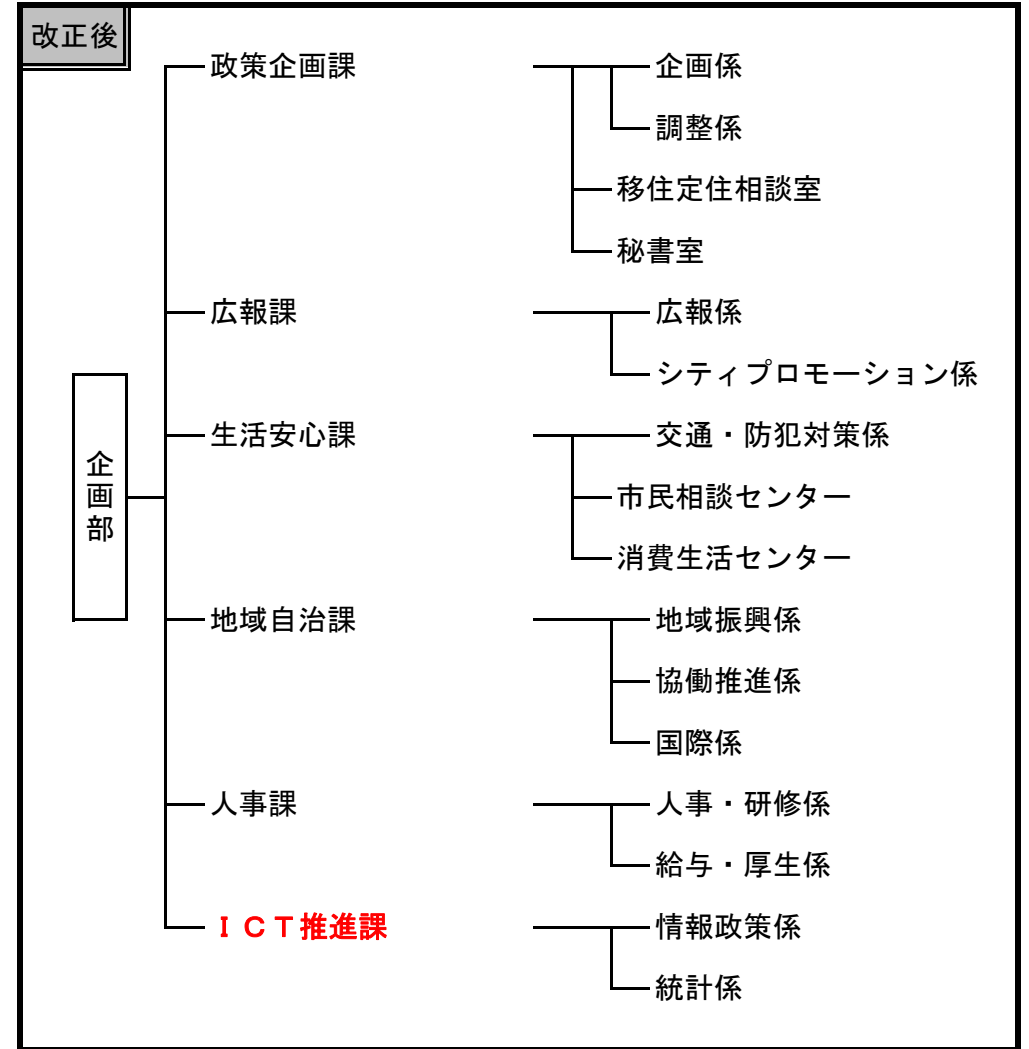 改正後
政策企画課
企画係
調整係
移住定住相談室
秘書室
広報課
広報係
シティプロモーション係
企画部
生活安心課
交通・防犯対策係
市民相談センター
消費生活センター
地域自治課
地域振興係
協働推進係
国際係
人事課
人事・研修係
給与・厚生係
ＩＣＴ推進課
情報政策係
統計係